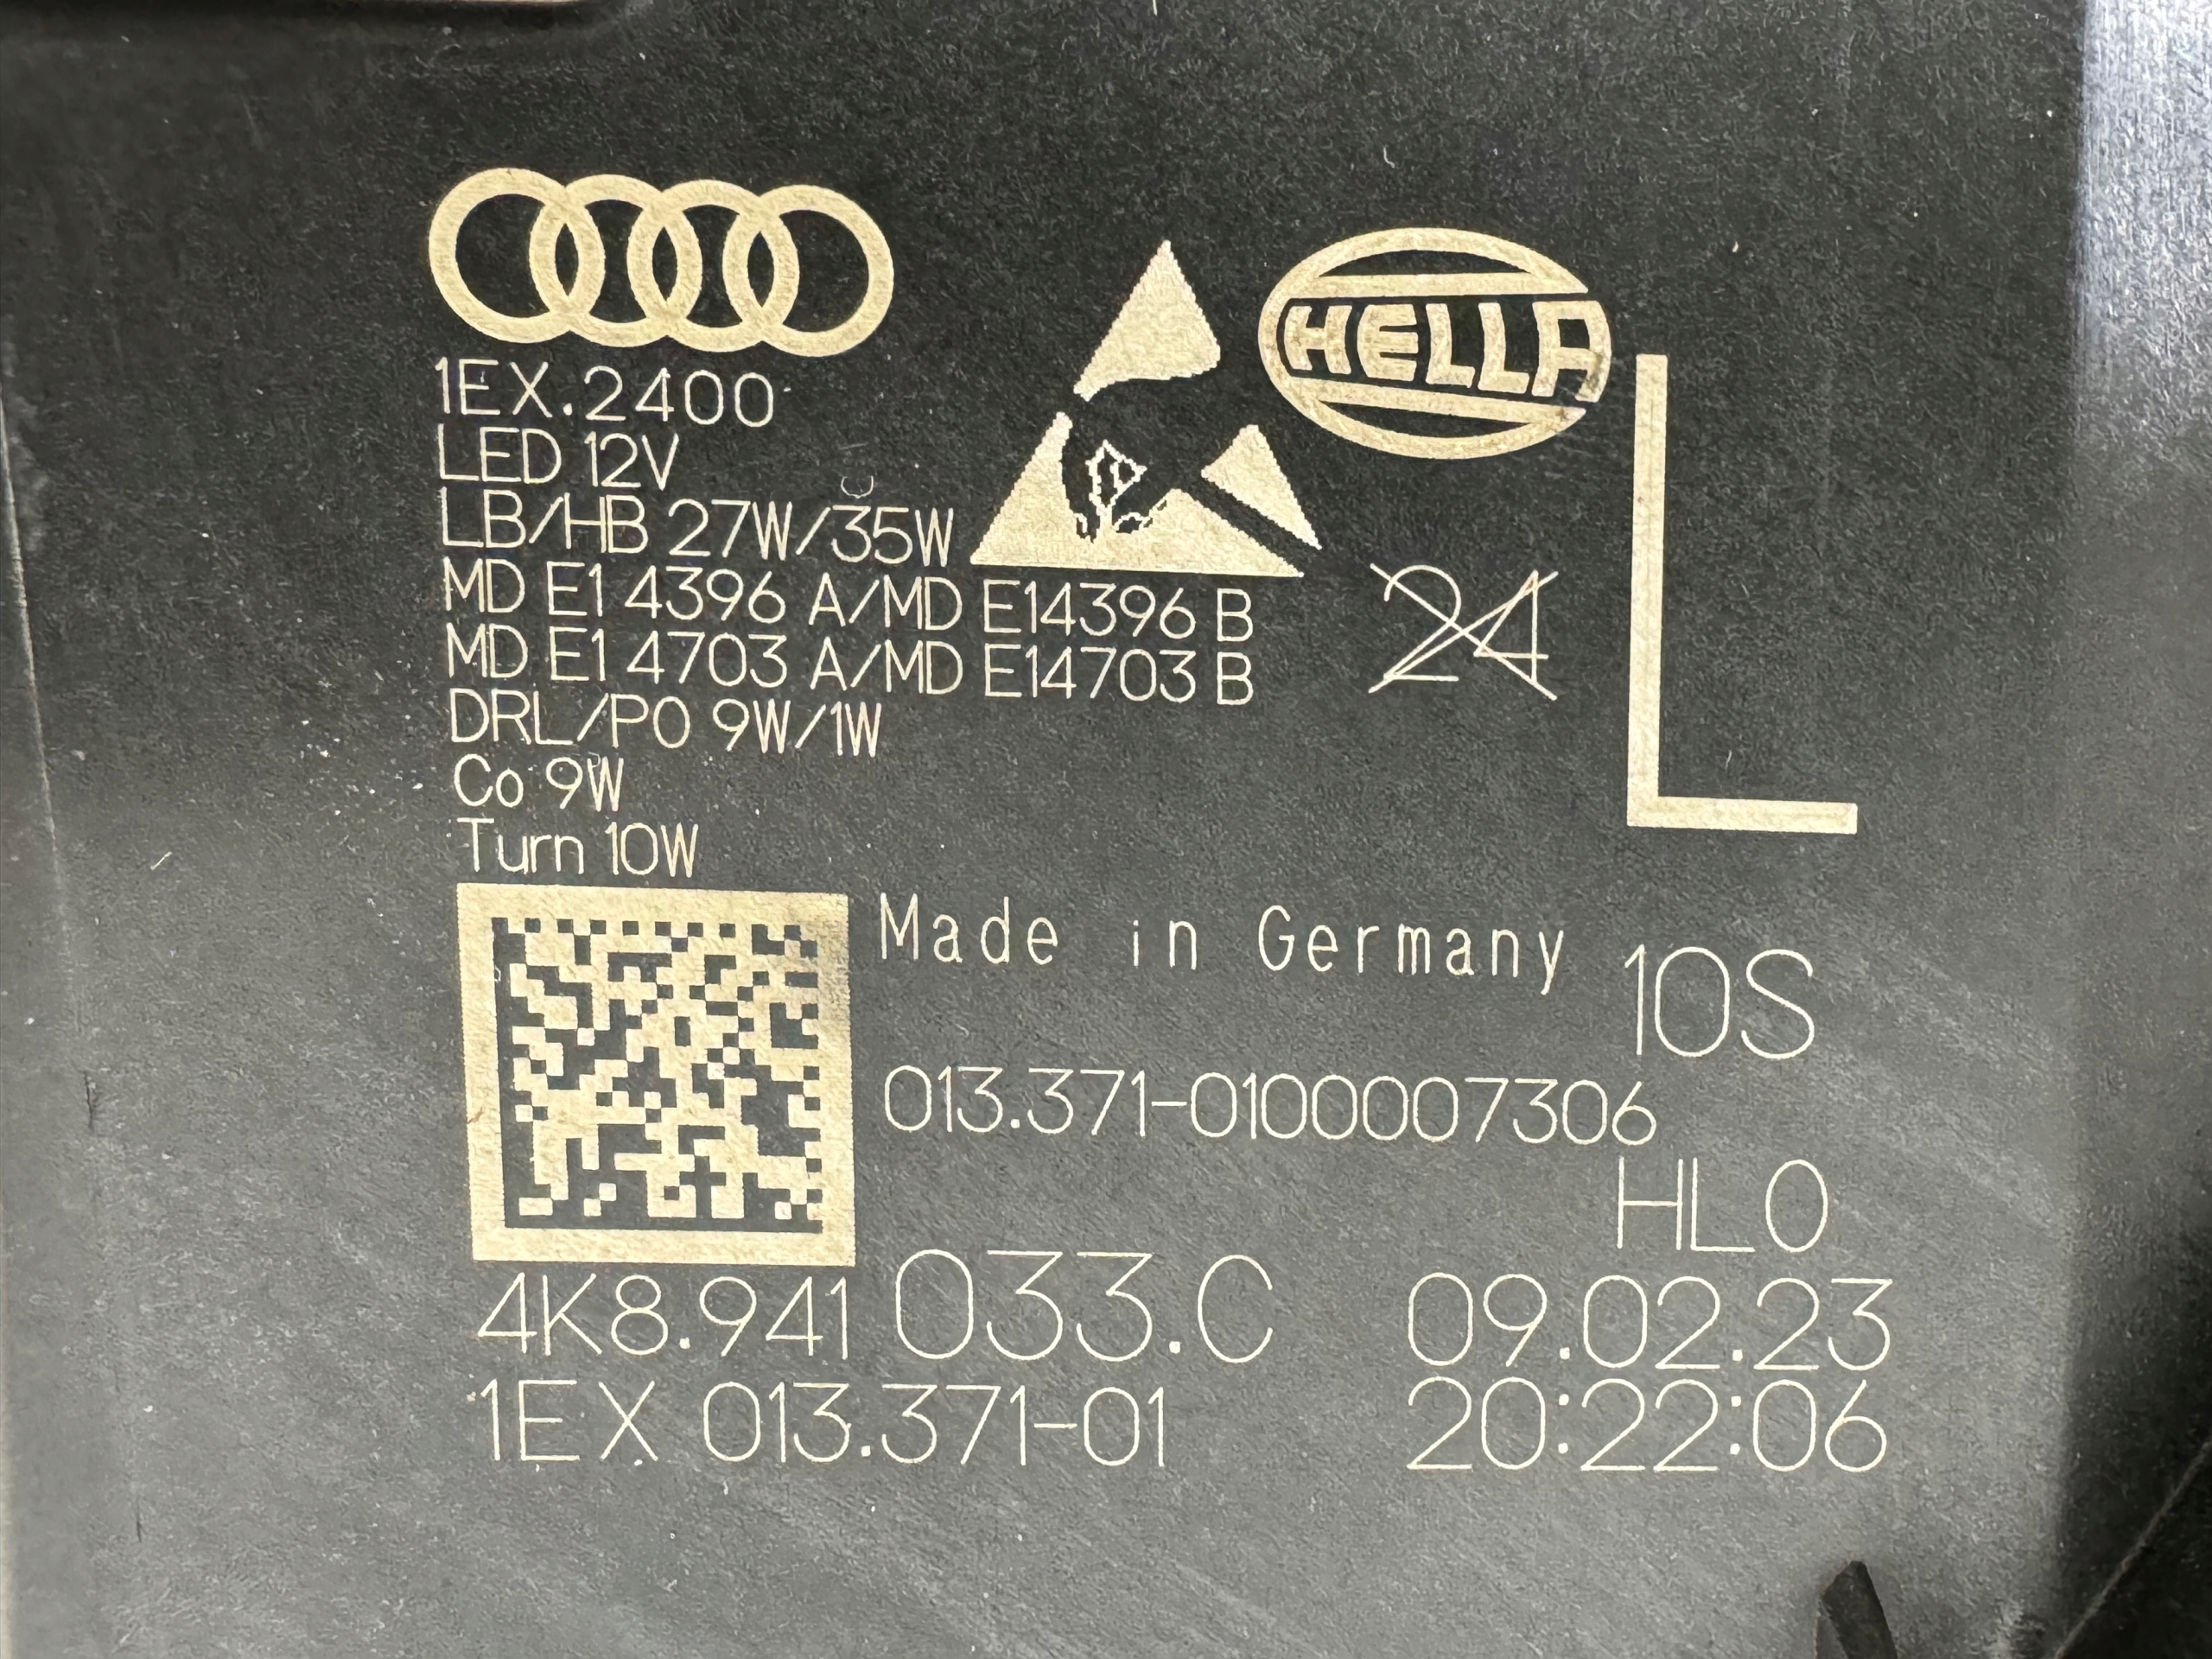 HELLA
1EX.2400
LED 12V
LB/HB 27W/35W
MD E1 4396 A/MD E14396 B
MD E1 4703 A/MD E14703 B
24
DRL/PO 9W/1W
Co 9W
Turn 10W
L
Made in Germany
10S
013.371-0100007306
HL0
4K8.941 033.C
09.02.23
1EX 013.371-01
20:22:06